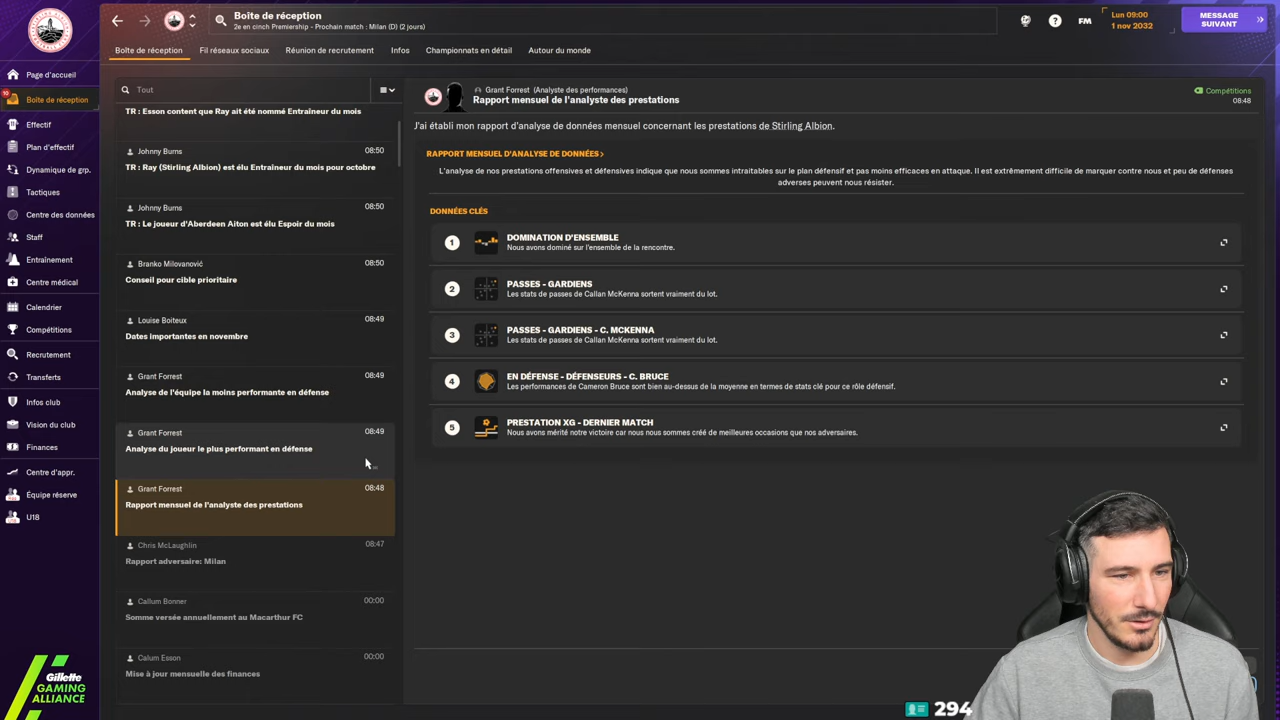 Boîte de réception
2e en cinch Premiership - Prochain match : Milan (D) (2 jours)
FM
Lun 09:00
1 nov 2032
MESSAGE
SUIVANT
Boîte de réception
Fil réseaux sociaux
Réunion de recrutement
Infos
Championnats en détail
Autour du monde
Page d'accueil
10
Boîte de réception
Effectif
Plan d'effectif
Dynamique de grp.
Tactiques
Centre des données
Staff
Entraînement
Centre médical
Calendrier
Compétitions
Recrutement
Transferts
Infos club
Vision du club
Finances
Centre d'appr.
Équipe réserve
U18
Gillette
GAMING
ALLIANCE
Tout
TR : Esson content que Ray ait été nommé Entraîneur du mois
Johnny Burns 08:50
TR : Ray (Stirling Albion) est élu Entraîneur du mois pour octobre
Johnny Burns 08:50
TR : Le joueur d'Aberdeen Aiton est élu Espoir du mois
Branko Milovanović 08:50
Conseil pour cible prioritaire
Louise Boiteux 08:49
Dates importantes en novembre
Grant Forrest 08:49
Analyse de l'équipe la moins performante en défense
Grant Forrest 08:49
Analyse du joueur le plus performant en défense
Grant Forrest 08:48
Rapport mensuel de l'analyste des prestations
Chris McLaughlin 08:47
Rapport adversaire: Milan
Callum Bonner 00:00
Somme versée annuellement au Macarthur FC
Calum Esson 00:00
Mise à jour mensuelle des finances
Grant Forrest (Analyste des performances)
Rapport mensuel de l'analyste des prestations
Compétitions
08:48
J'ai établi mon rapport d'analyse de données mensuel concernant les prestations de Stirling Albion.
RAPPORT MENSUEL D'ANALYSE DE DONNÉES >
L'analyse de nos prestations offensives et défensives indique que nous sommes intraitables sur le plan défensif et pas moins efficaces en attaque. Il est extrêmement difficile de marquer contre nous et peu de défenses
adverses peuvent nous résister.
DONNÉES CLÉS
1 DOMINATION D'ENSEMBLE
Nous avons dominé sur l'ensemble de la rencontre.
2 PASSES - GARDIENS
Les stats de passes de Callan McKenna sortent vraiment du lot.
3 PASSES - GARDIENS - C. MCKENNA
Les stats de passes de Callan McKenna sortent vraiment du lot.
4 EN DÉFENSE - DÉFENSEURS - C. BRUCE
Les performances de Cameron Bruce sont bien au-dessus de la moyenne en termes de stats clé pour ce rôle défensif.
5 PRESTATION XG - DERNIER MATCH
Nous avons mérité notre victoire car nous nous sommes créé de meilleures occasions que nos adversaires.
294